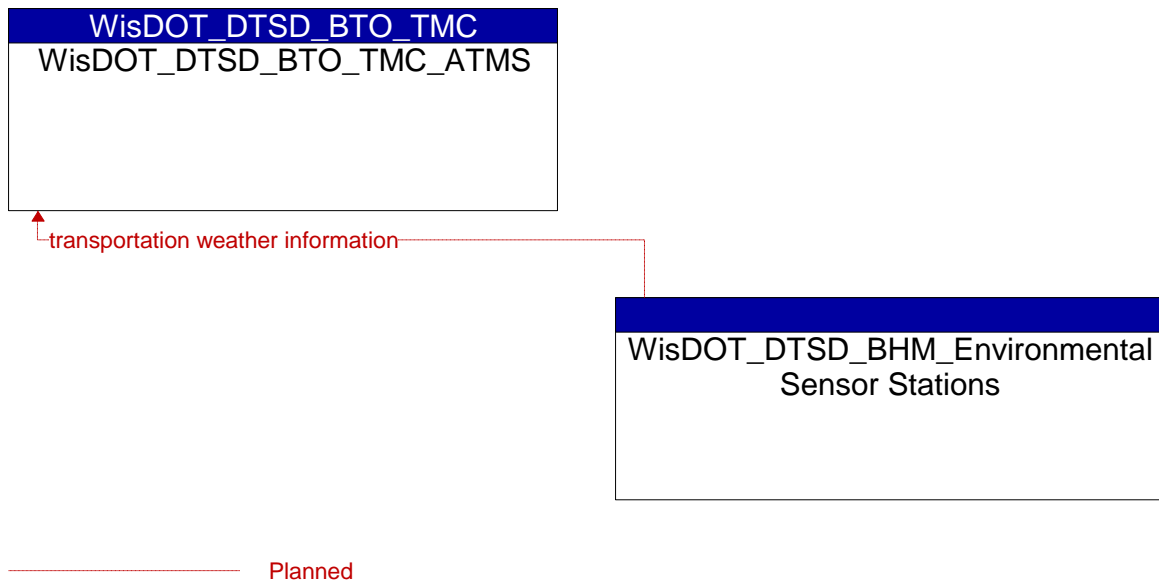 WisDOT_DTSD_BTO_TMC
WisDOT_DTSD_BTO_TMC_ATMS
transportation weather information
WisDOT_DTSD_BHM_Environmental
Sensor Stations
Planned